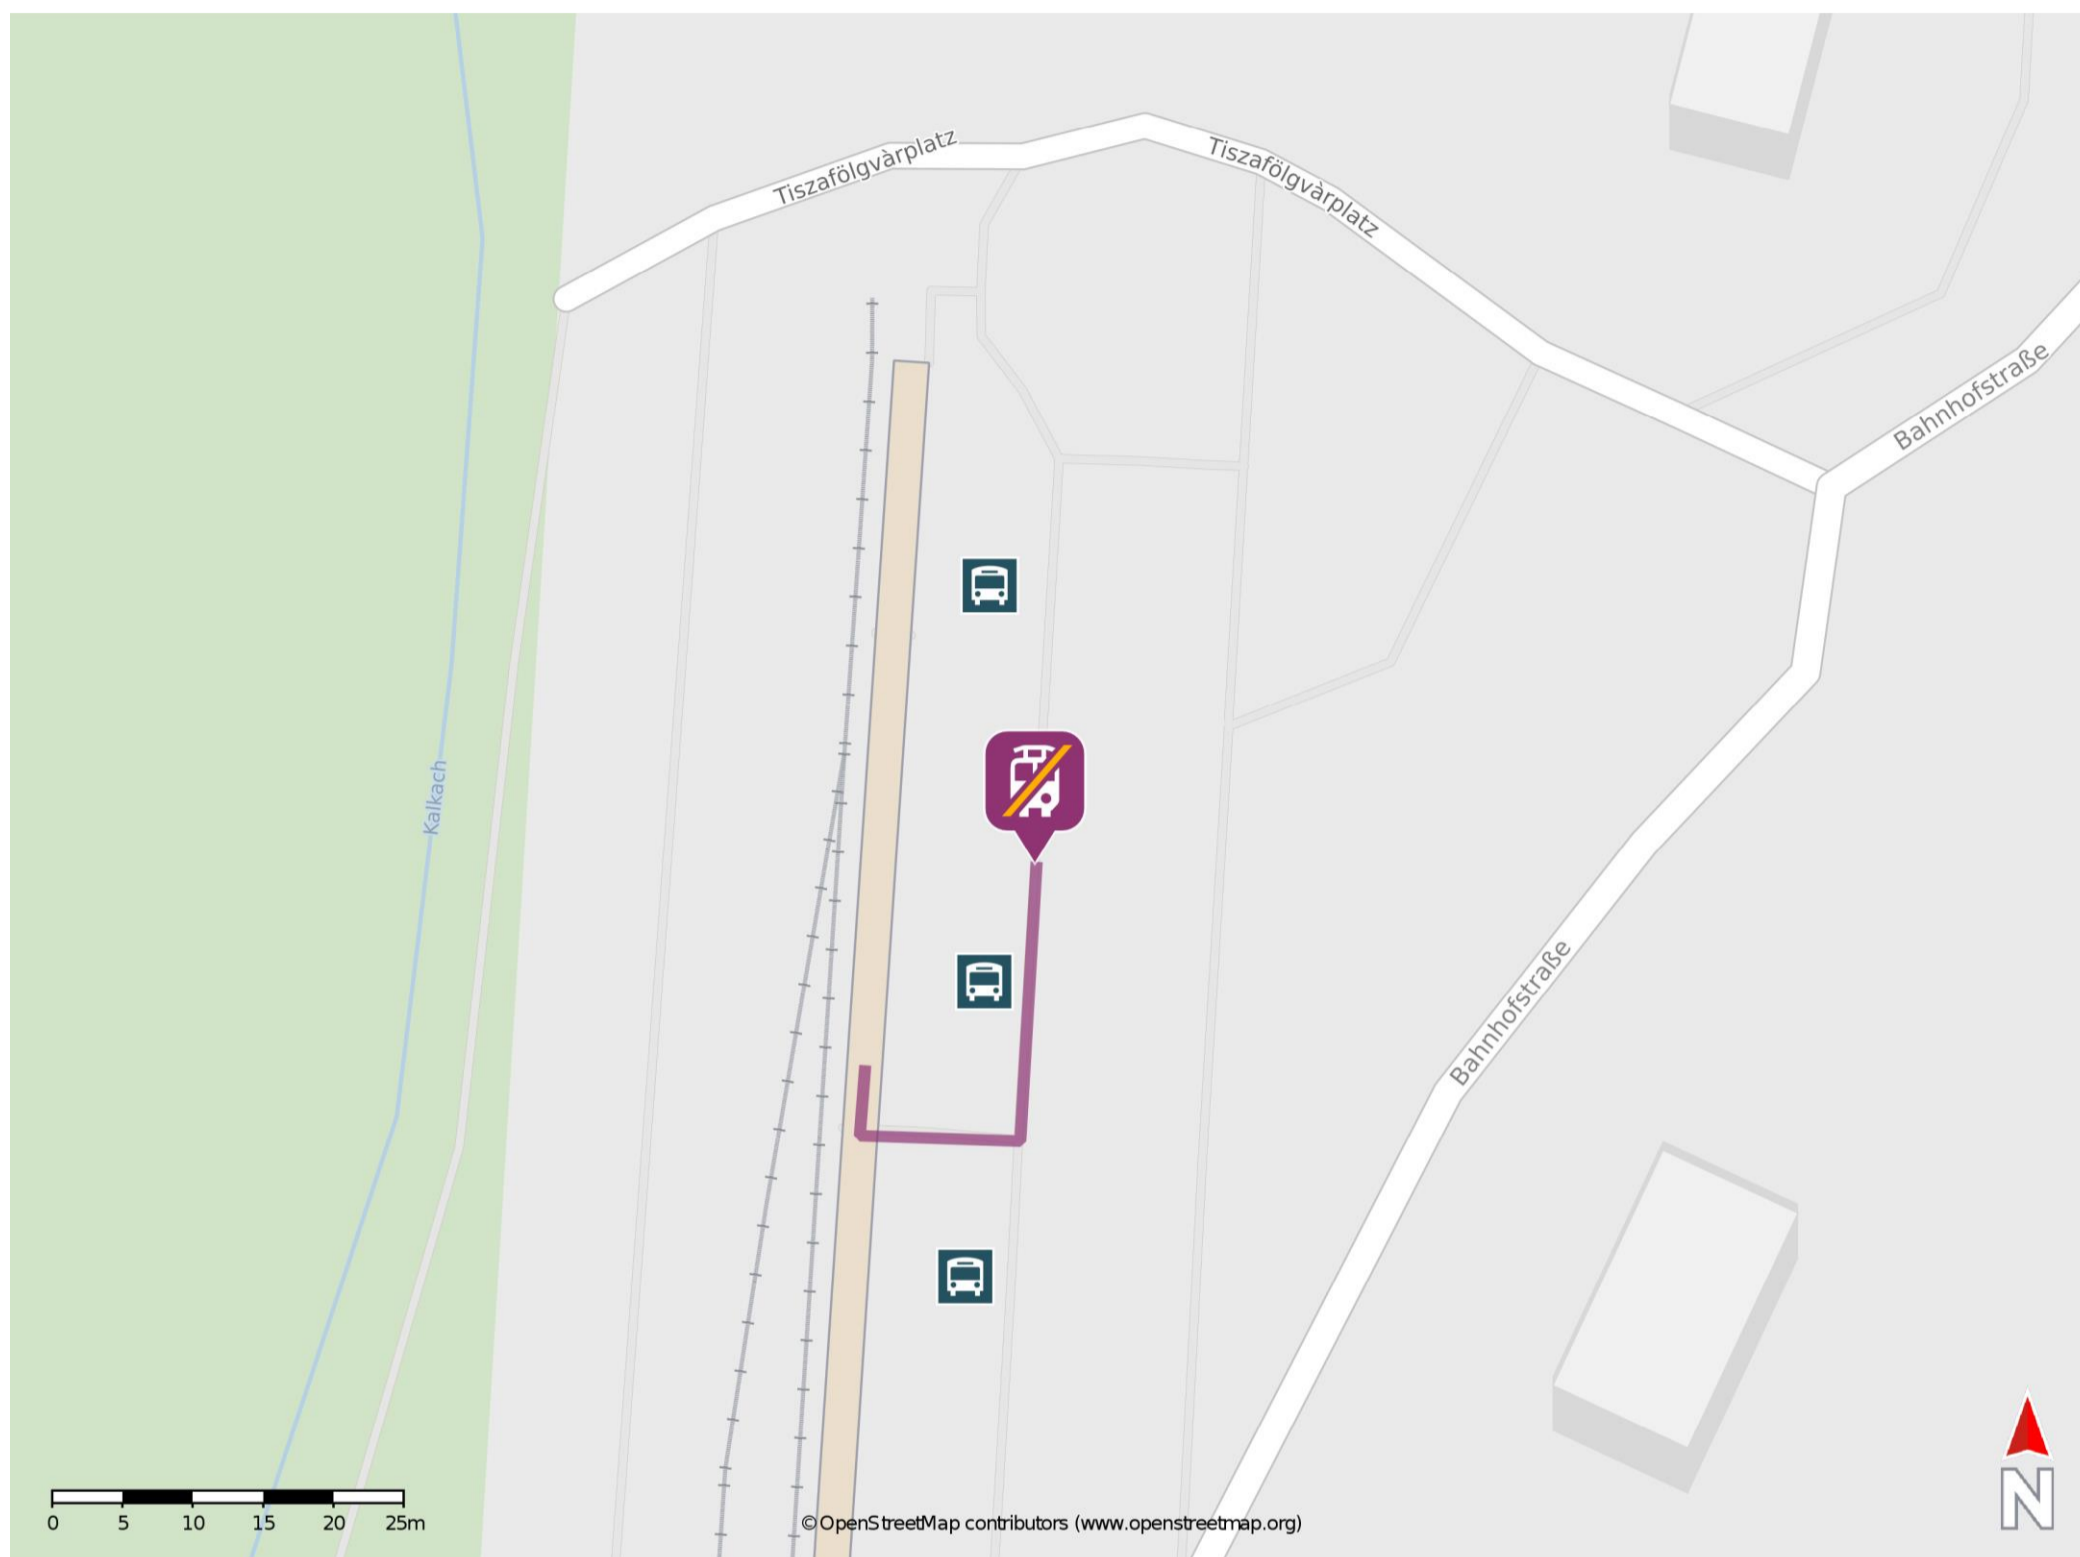 Tiszafölgvàrplatz
Tiszafölgvàrplatz
Bahnhofstraße
Kalkach
Bahnhofstraße
0 5 10 15 20 25m
© OpenStreetMap contributors (www.openstreetmap.org)
N